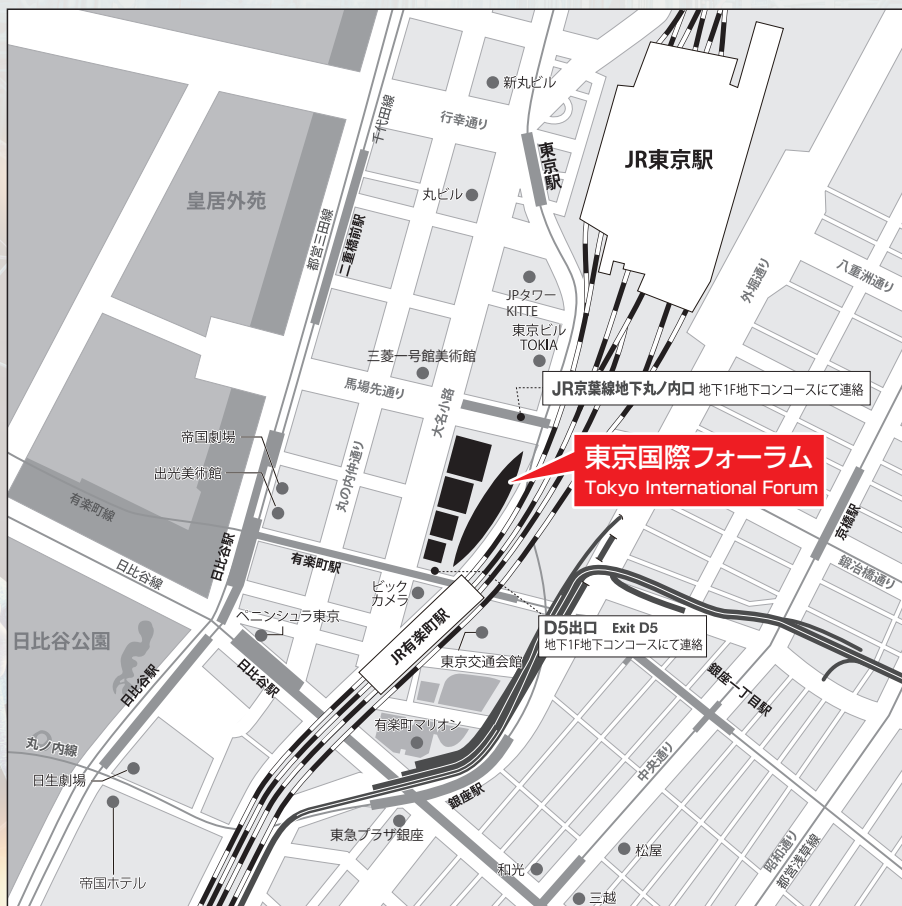 新丸ビル
行幸通り
千代田線
東京駅
JR東京駅
皇居外苑
丸ビル
都営三田線
二重橋前駅
外堀通り
八重洲通り
JPタワー
KITTE
東京ビル
TOKIA
三菱一号館美術館
馬場先通り
大名小路
JR京葉線地下丸ノ内口 地下1F地下コンコースにて連絡
帝国劇場
出光美術館
丸の内仲通り
東京国際フォーラム
Tokyo International Forum
有楽町線
京橋駅
日比谷駅
有楽町駅
鍛冶橋通り
日比谷線
ビック
カメラ
ペニンシュラ東京
JR有楽町駅
D5出口 Exit D5
地下1F地下コンコースにて連絡
日比谷公園
日比谷駅
日比谷駅
東京交通会館
銀座一丁目駅
有楽町マリオン
丸ノ内線
日生劇場
中央通り
銀座駅
東急プラザ銀座
昭和通り
都営浅草線
松屋
和光
帝国ホテル
三越